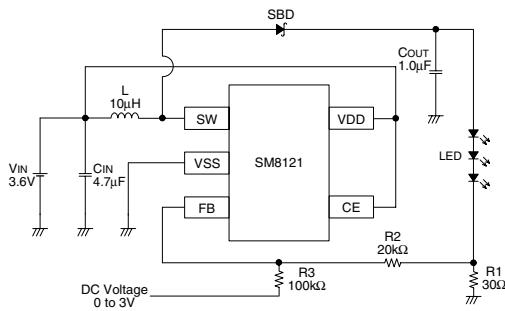 SBD
COUT
1.0µF
L
10µH
SW
VDD
VIN
3.6V
CIN
4.7µF
VSS
SM8121
LED
FB
CE
R2
20kΩ
R3
100kΩ
R1
30Ω
DC Voltage
0 to 3V